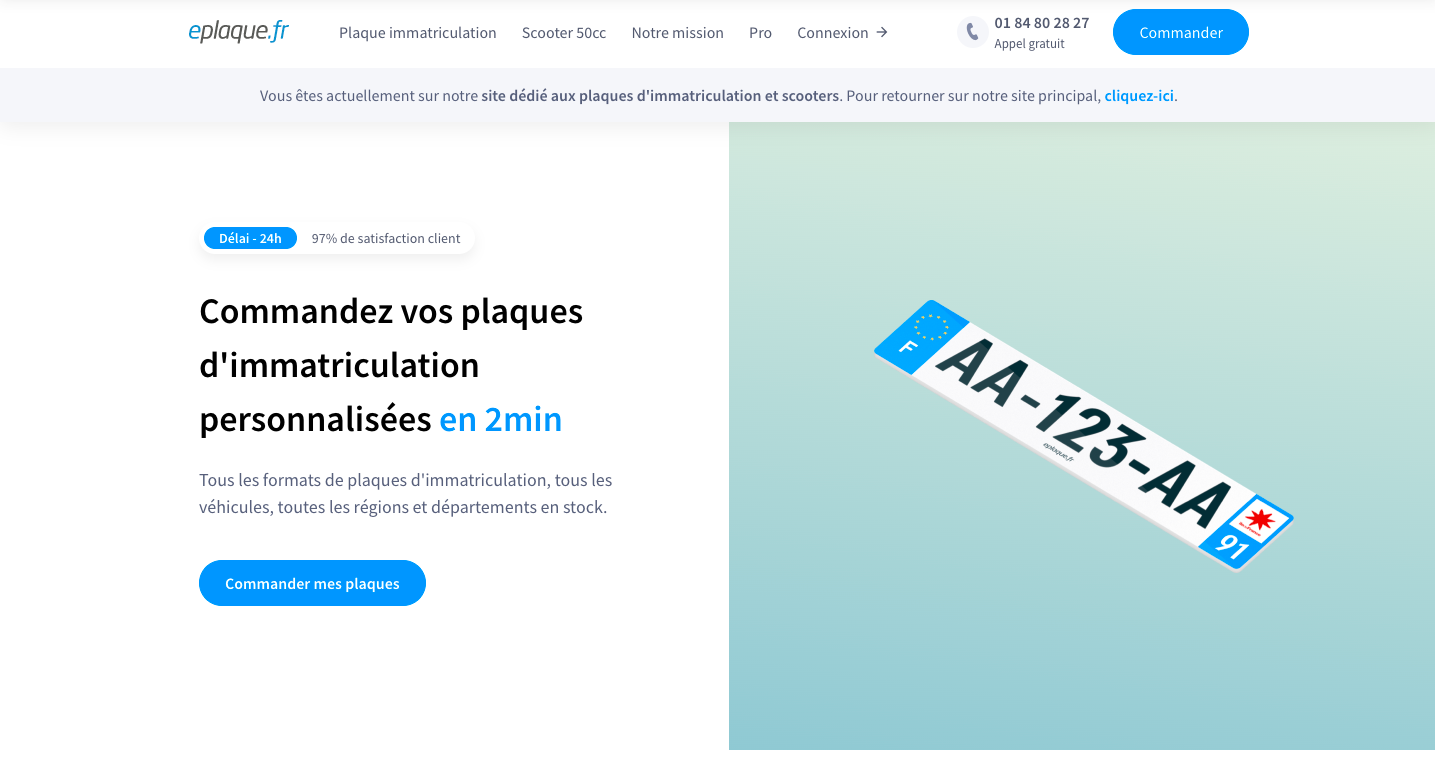 eplaque.fr
Plaque immatriculation
Scooter 50cc
Notre mission
Pro
Connexion →
01 84 80 28 27
Appel gratuit
Commander
Vous êtes actuellement sur notre site dédié aux plaques d'immatriculation et scooters. Pour retourner sur notre site principal, cliquez-ici.
Délai - 24h
97% de satisfaction client
Commandez vos plaques
d'immatriculation
personnalisées en 2min
Tous les formats de plaques d'immatriculation, tous les
véhicules, toutes les régions et départements en stock.
Commander mes plaques
F
AA-123-AA
eplaque.fr
91